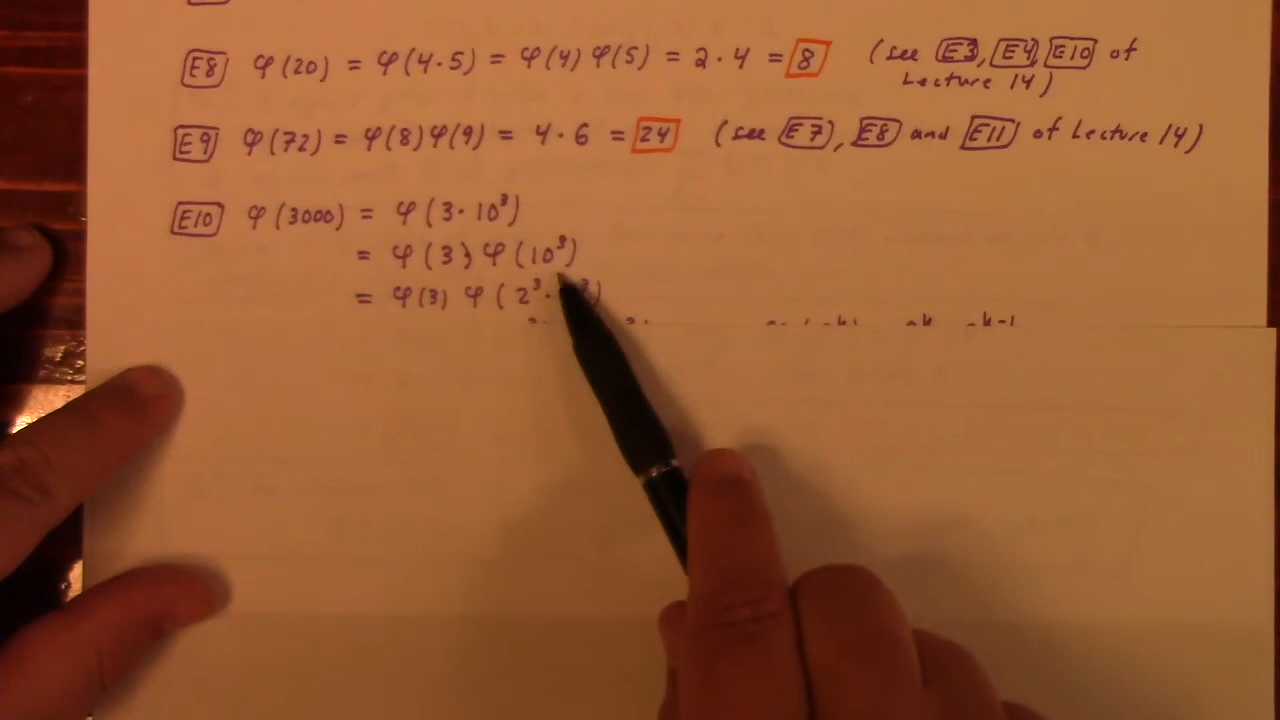 E8 φ(20) = φ(4·5) = φ(4) φ(5) = 2·4 = 8 (see E3, E4, E10 of
Lecture 14)
E9 φ(72) = φ(8)φ(9) = 4·6 = 24 (see E7, E8 and E11 of Lecture 14)
E10 φ(3000) = φ(3·10³)
= φ(3) φ(10³)
= φ(3) φ(2³·